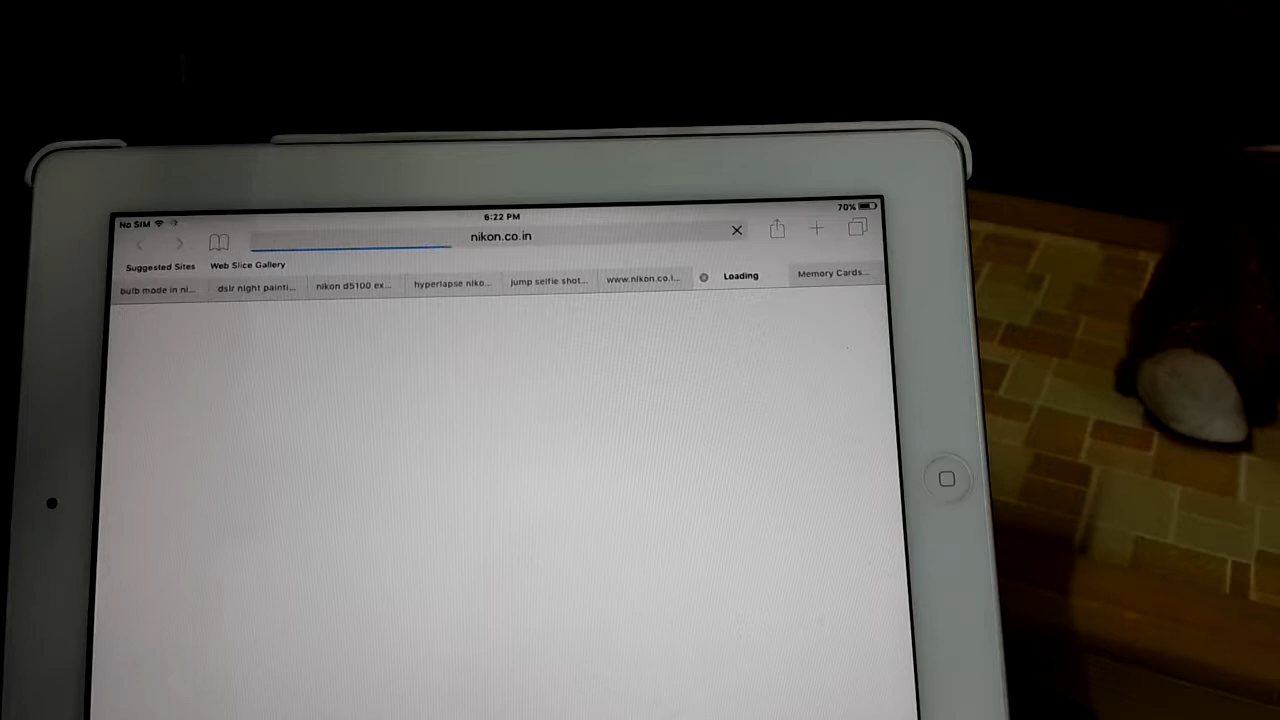 No SIM 6:22 PM 70%
nikon.co.in
Suggested Sites Web Slice Gallery
bulb mode in ni... dslr night painti... nikon d5100 ex... hyperlapse niko... jump selfie shot... www.nikon.co.i... Loading Memory Cards...